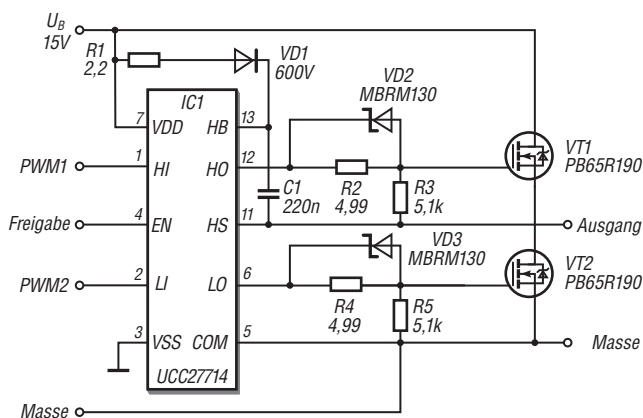 U_B
15V
R1
2,2
VD1
600V
IC1
7 VDD HB 13
VD2
MBRM130
PWM1
1 HI HO 12
R2
4,99
R3
5,1k
VT1
PB65R190
C1
220n
Freigabe
4 EN HS 11
Ausgang
VD3
MBRM130
PWM2
2 LI LO 6
R4
4,99
R5
5,1k
VT2
PB65R190
3 VSS COM 5
Masse
UCC27714
Masse